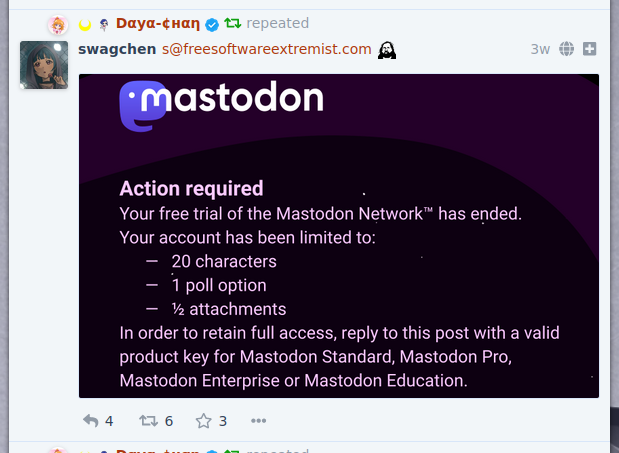 Dαyα-¢нαη repeated
swagchen s@freesoftwareextremist.com 3w
mastodon
Action required
Your free trial of the Mastodon Network™ has ended.
Your account has been limited to:
— 20 characters
— 1 poll option
— ½ attachments
In order to retain full access, reply to this post with a valid
product key for Mastodon Standard, Mastodon Pro,
Mastodon Enterprise or Mastodon Education.
4 6 3
Dαyα-¢нαη repeated